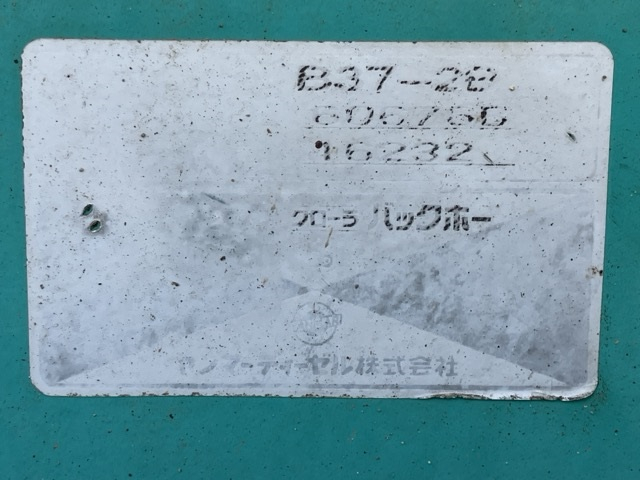 B37-2B
16232
クローラ バックホー
ヤンマーディーゼル株式会社